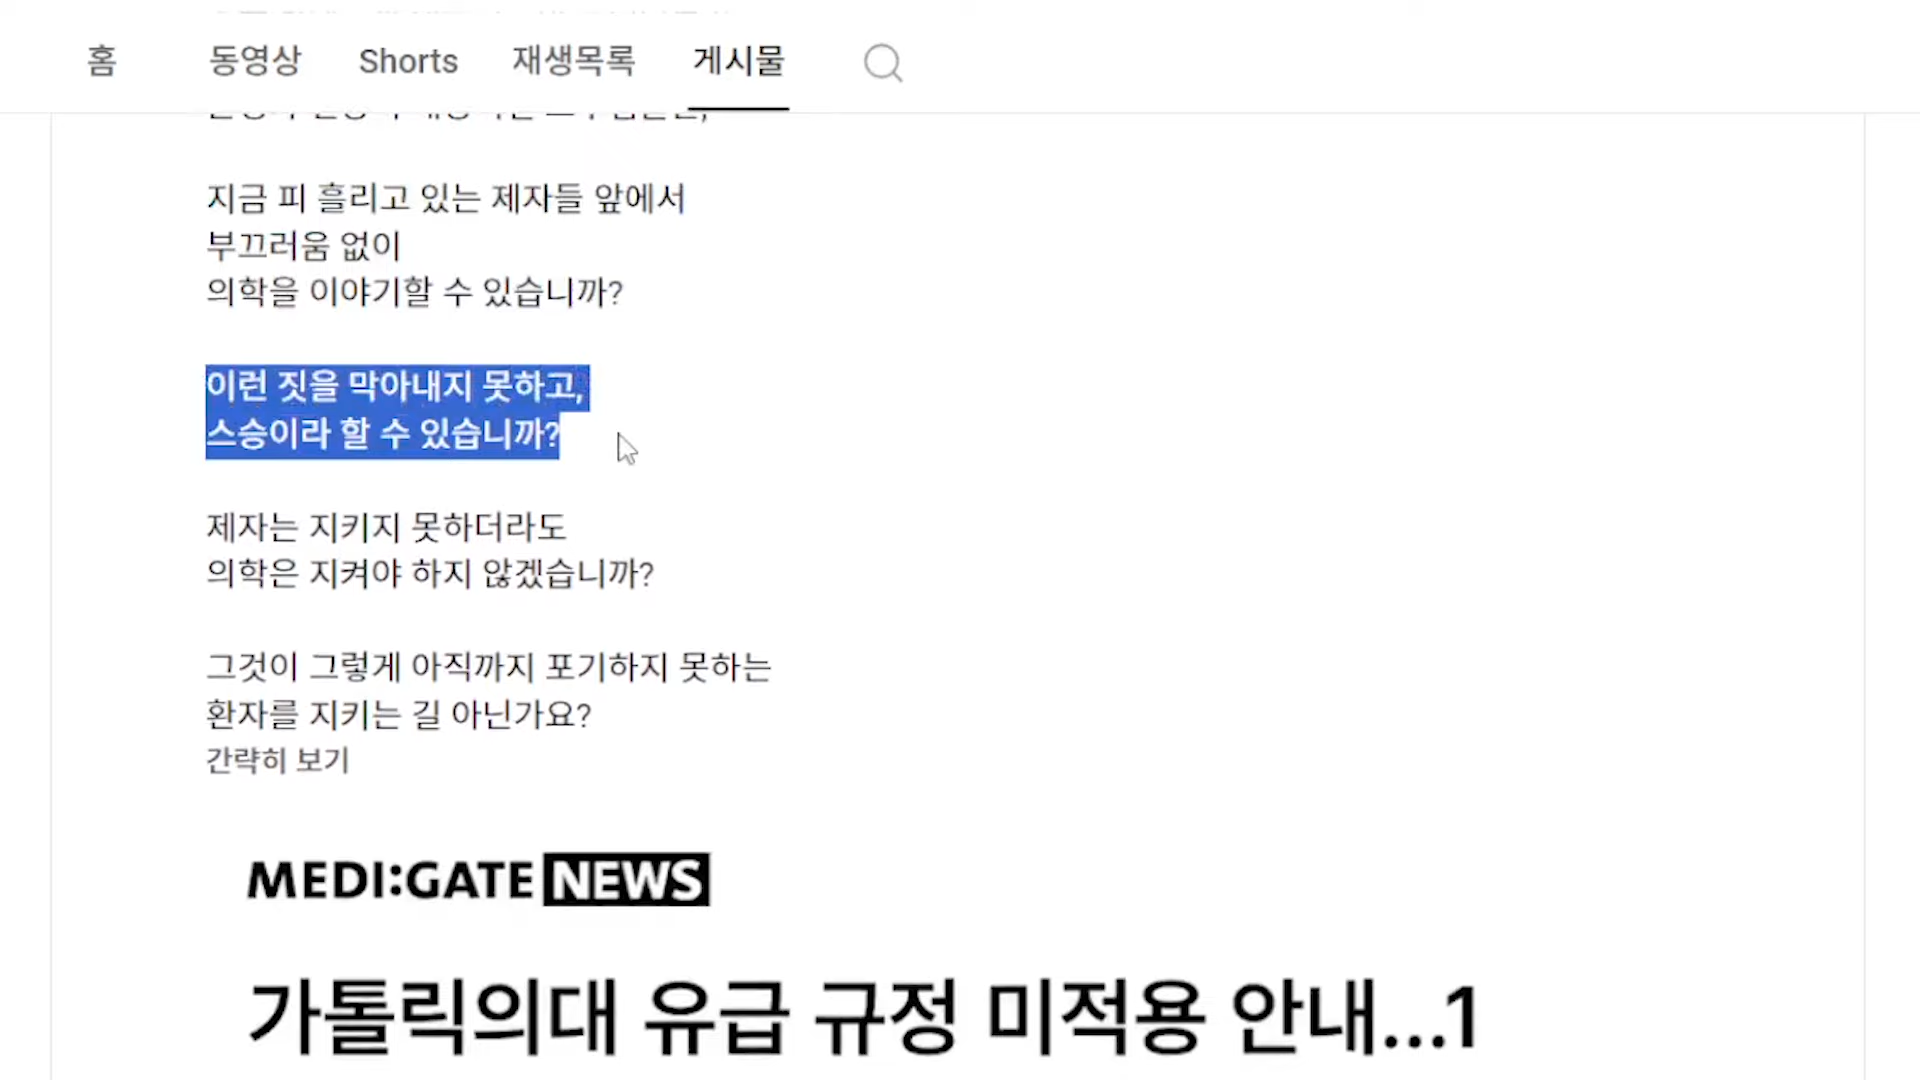 홈 동영상 Shorts 재생목록 게시물
지금 피 흘리고 있는 제자들 앞에서
부끄러움 없이
의학을 이야기할 수 있습니까?
이런 짓을 막아내지 못하고,
스승이라 할 수 있습니까?
제자는 지키지 못하더라도
의학은 지켜야 하지 않겠습니까?
그것이 그렇게 아직까지 포기하지 못하는
환자를 지키는 길 아닌가요?
간략히 보기
MEDI:GATE NEWS
가톨릭의대 유급 규정 미적용 안내...1